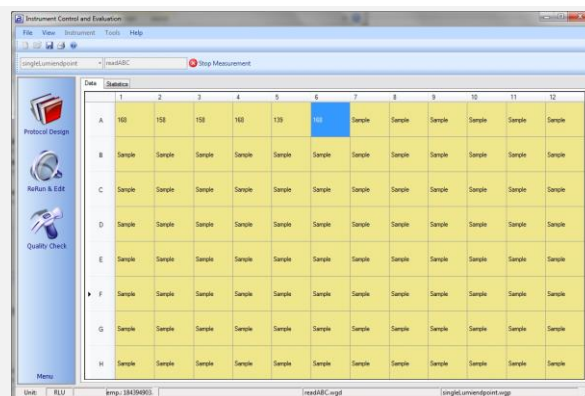 Instrument Control and Evaluation
File View Instrument Tools Help
singleLumiendpoint readABC Stop Measurement
Data Statistics
1 2 3 4 5 6 7 8 9 10 11 12
A 168 158 158 168 139 168 Sample Sample Sample Sample Sample Sample
Protocol Design
B Sample Sample Sample Sample Sample Sample Sample Sample Sample Sample Sample Sample
ReRun & Edit
C Sample Sample Sample Sample Sample Sample Sample Sample Sample Sample Sample Sample
D Sample Sample Sample Sample Sample Sample Sample Sample Sample Sample Sample Sample
Quality Check
E Sample Sample Sample Sample Sample Sample Sample Sample Sample Sample Sample Sample
F Sample Sample Sample Sample Sample Sample Sample Sample Sample Sample Sample Sample
G Sample Sample Sample Sample Sample Sample Sample Sample Sample Sample Sample Sample
H Sample Sample Sample Sample Sample Sample Sample Sample Sample Sample Sample Sample
Menu
Unit: RLU emp.: 184394903. readABC.wgd singleLumiendpoint.wgp